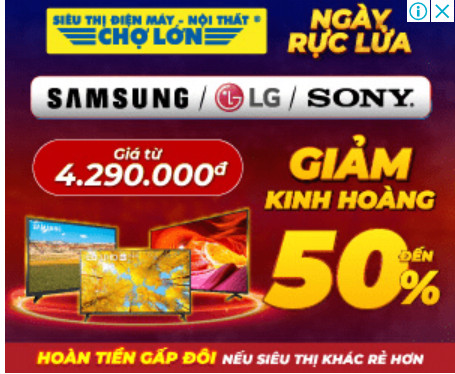 SIÊU THỊ ĐIỆN MÁY - NỘI THẤT ®
CHỢ LỚN
NGÀY
RỰC LỬA
SAMSUNG / LG / SONY.
Giá từ
4.290.000đ
GIẢM
KINH HOÀNG
ĐẾN
50%
HOÀN TIỀN GẤP ĐÔI NẾU SIÊU THỊ KHÁC RẺ HƠN